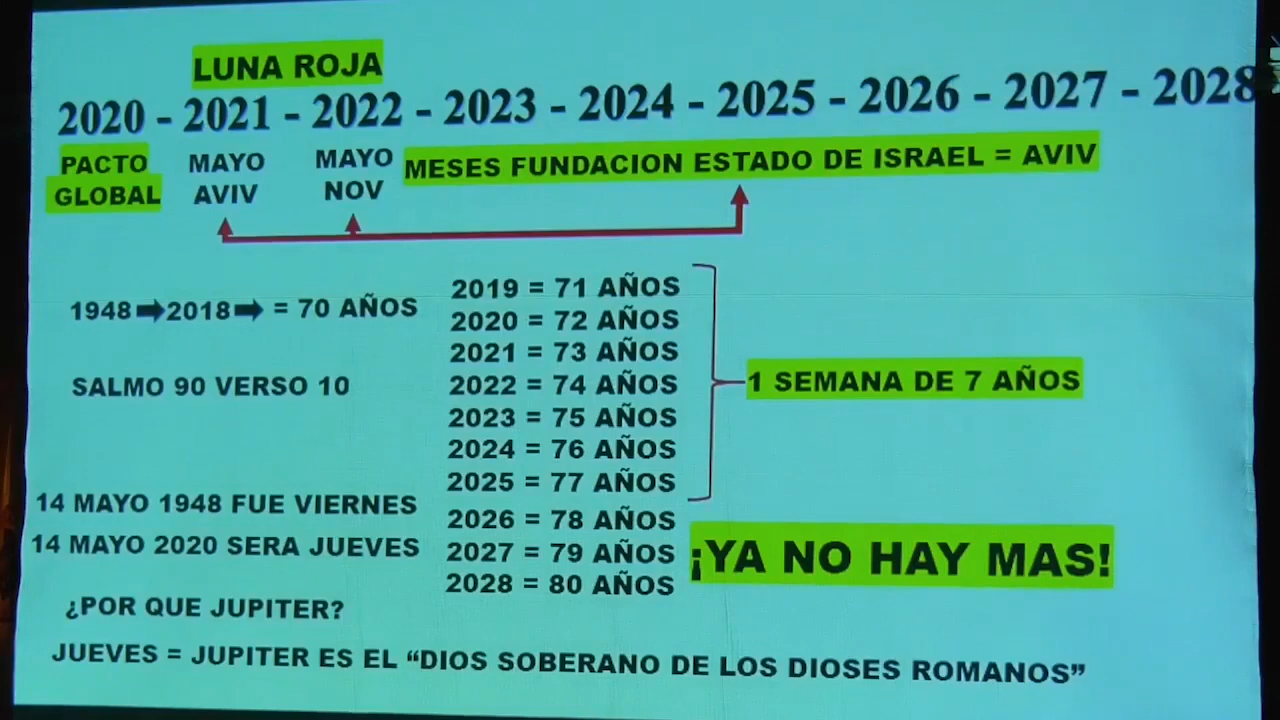 LUNA ROJA
2020 - 2021 - 2022 - 2023 - 2024 - 2025 - 2026 - 2027 - 2028
PACTO GLOBAL
MAYO AVIV
MAYO NOV
MESES FUNDACION ESTADO DE ISRAEL = AVIV
1948 ➡ 2018 ➡ = 70 AÑOS
SALMO 90 VERSO 10
14 MAYO 1948 FUE VIERNES
14 MAYO 2020 SERA JUEVES
¿POR QUE JUPITER?
2019 = 71 AÑOS
2020 = 72 AÑOS
2021 = 73 AÑOS
2022 = 74 AÑOS
2023 = 75 AÑOS
2024 = 76 AÑOS
2025 = 77 AÑOS
2026 = 78 AÑOS
2027 = 79 AÑOS
2028 = 80 AÑOS
1 SEMANA DE 7 AÑOS
¡YA NO HAY MAS!
JUEVES = JUPITER ES EL “DIOS SOBERANO DE LOS DIOSES ROMANOS”